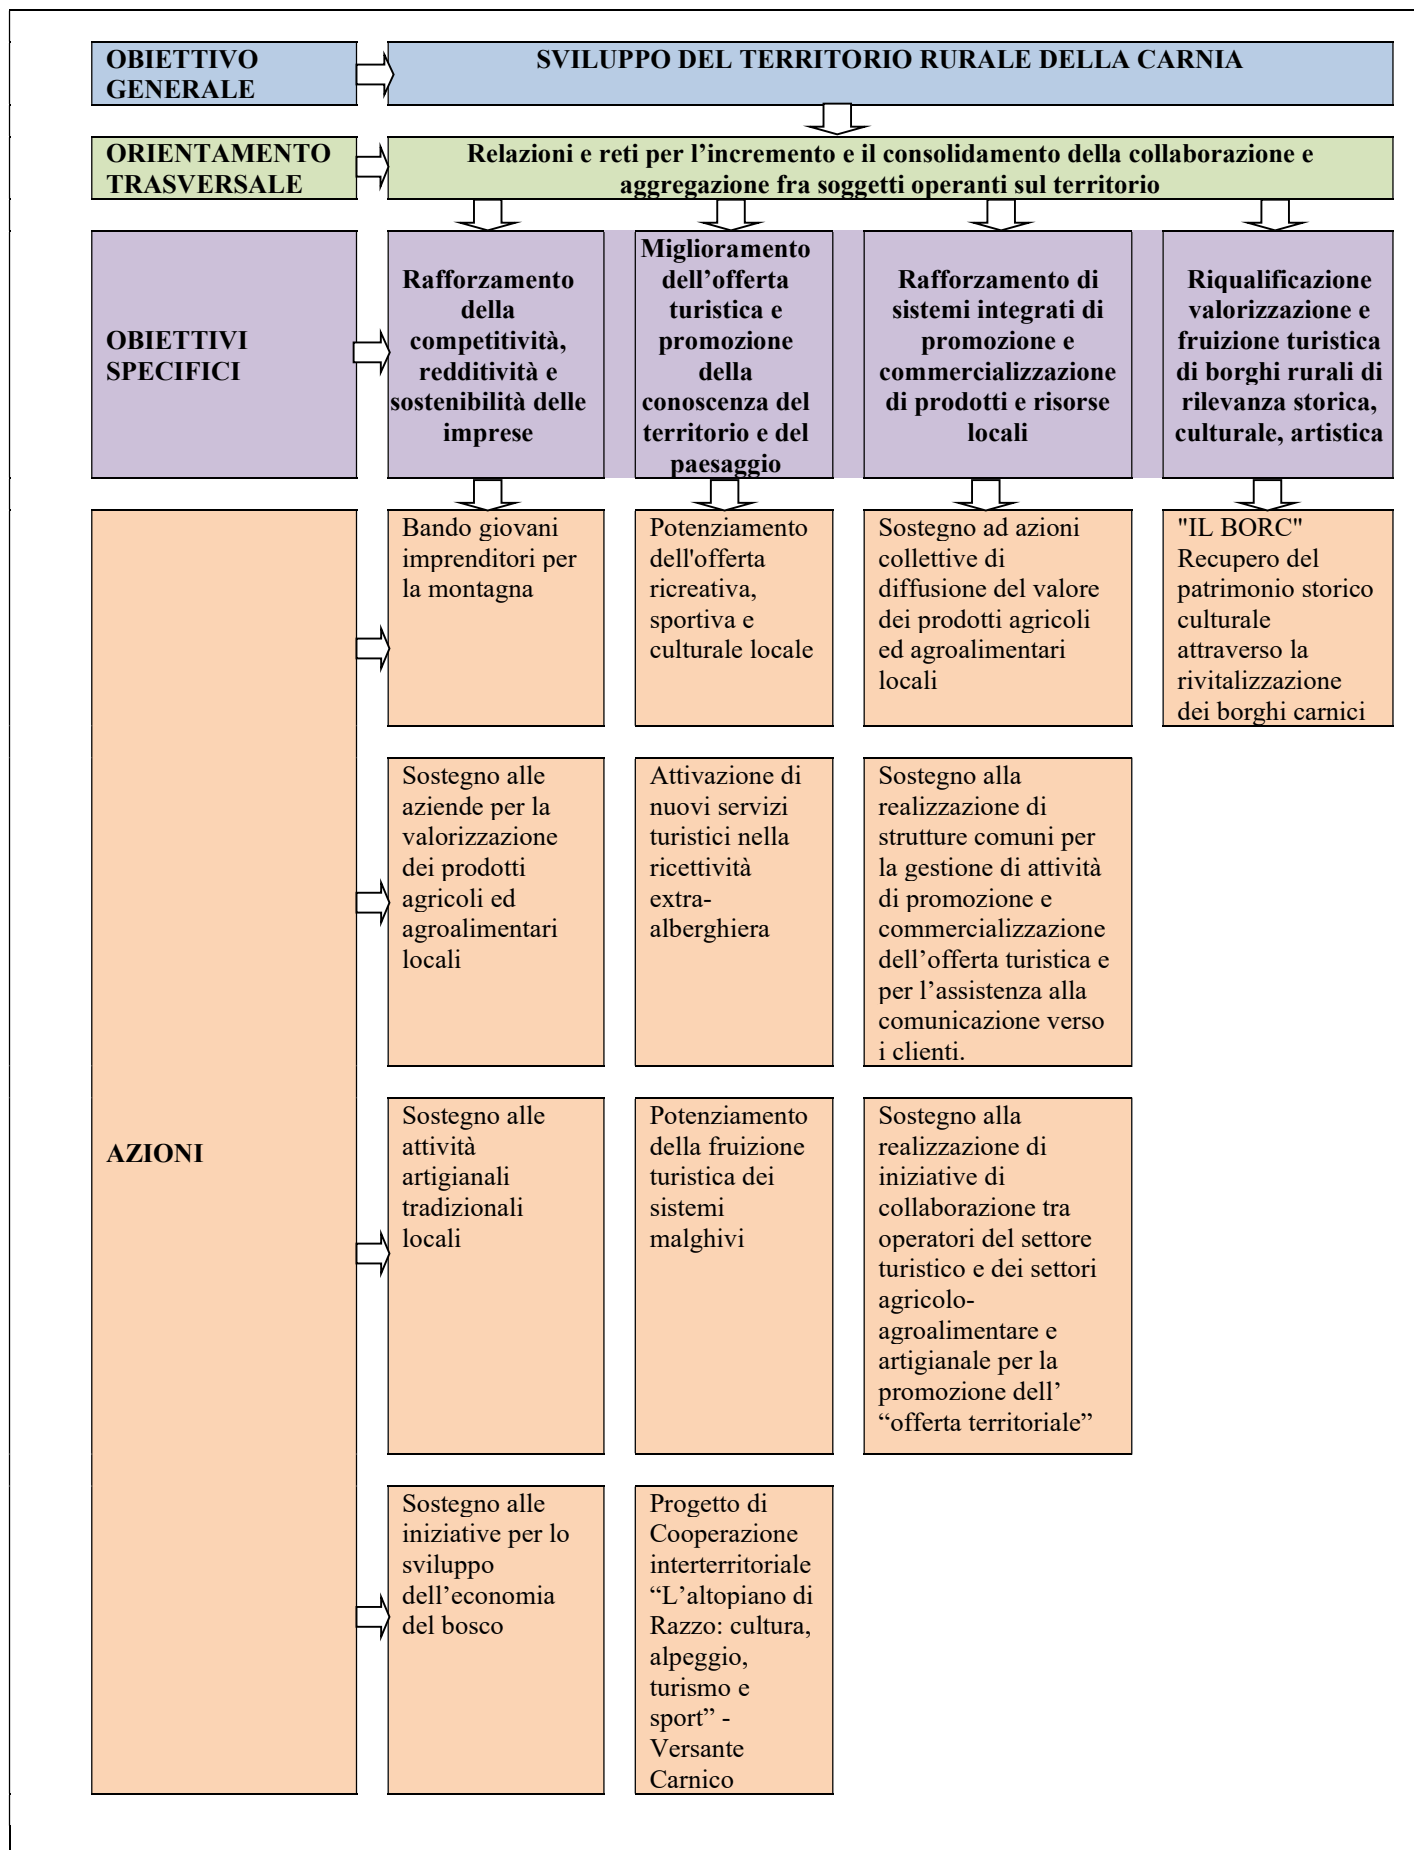 OBIETTIVO
GENERALE
SVILUPPO DEL TERRITORIO RURALE DELLA CARNIA
ORIENTAMENTO
TRASVERSALE
Relazioni e reti per l’incremento e il consolidamento della collaborazione e
aggregazione fra soggetti operanti sul territorio
OBIETTIVI
SPECIFICI
Rafforzamento
della
competitività,
redditività e
sostenibilità delle
imprese
Miglioramento
dell’offerta
turistica e
promozione
della
conoscenza del
territorio e del
paesaggio
Rafforzamento di
sistemi integrati di
promozione e
commercializzazione
di prodotti e risorse
locali
Riqualificazione
valorizzazione e
fruizione turistica
di borghi rurali di
rilevanza storica,
culturale, artistica
AZIONI
Bando giovani
imprenditori per
la montagna
Potenziamento
dell'offerta
ricreativa,
sportiva e
culturale locale
Sostegno ad azioni
collettive di
diffusione del valore
dei prodotti agricoli
ed agroalimentari
locali
"IL BORC"
Recupero del
patrimonio storico
culturale
attraverso la
rivitalizzazione
dei borghi carnici
Sostegno alle
aziende per la
valorizzazione
dei prodotti
agricoli ed
agroalimentari
locali
Attivazione di
nuovi servizi
turistici nella
ricettività
extra-
alberghiera
Sostegno alla
realizzazione di
strutture comuni per
la gestione di attività
di promozione e
commercializzazione
dell’offerta turistica e
per l’assistenza alla
comunicazione verso
i clienti.
Sostegno alle
attività
artigianali
tradizionali
locali
Potenziamento
della fruizione
turistica dei
sistemi
malghivi
Sostegno alla
realizzazione di
iniziative di
collaborazione tra
operatori del settore
turistico e dei settori
agricolo-
agroalimentare e
artigianale per la
promozione dell’
“offerta territoriale”
Sostegno alle
iniziative per lo
sviluppo
dell’economia
del bosco
Progetto di
Cooperazione
interterritoriale
“L’altopiano di
Razzo: cultura,
alpeggio,
turismo e
sport” -
Versante
Carnico